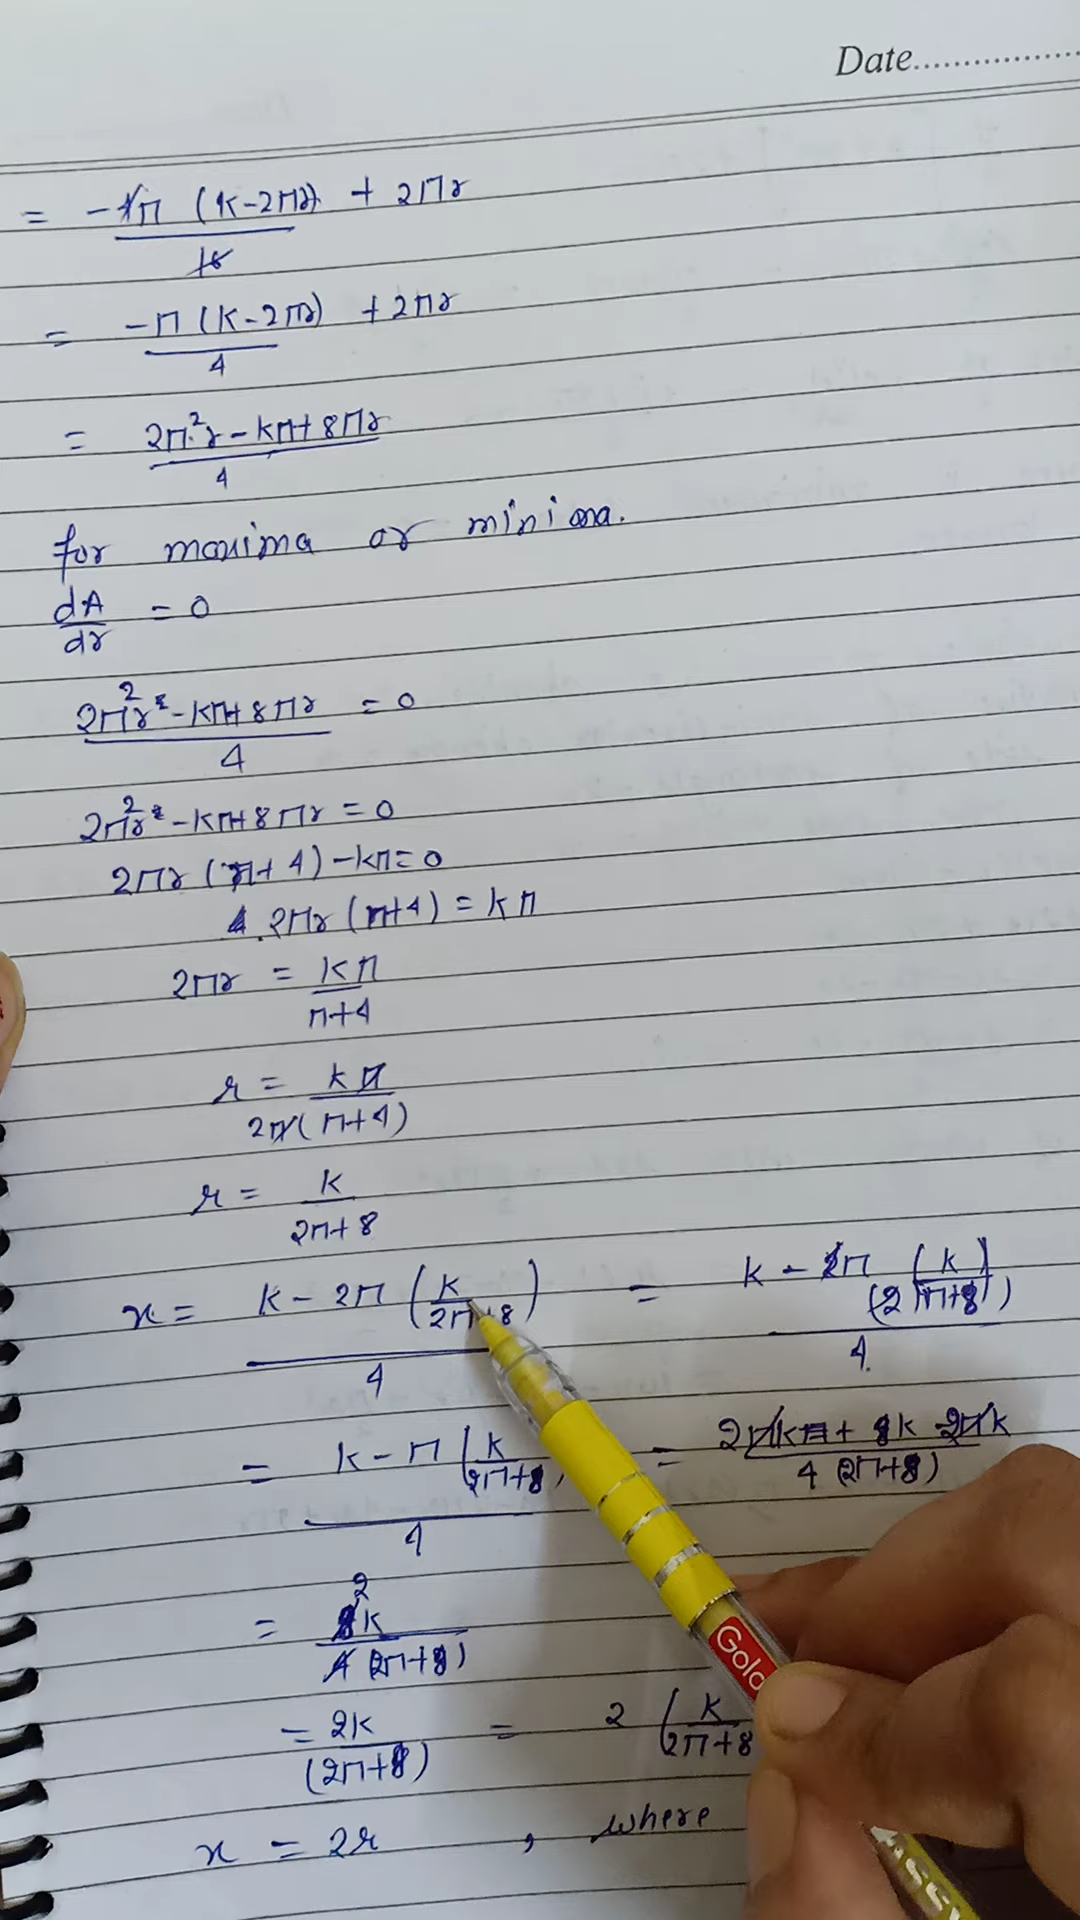 Date..................
= -4π (k-2πr) + 2πr
16
= -π (k-2πr) + 2πr
4
= 2π²r - kπ + 8πr
4
for maxima or minima.
dA/dr = 0
2π²r - kπ + 8πr = 0
4
2π²r - kπ + 8πr = 0
2πr (π+4) - kπ = 0
2πr (π+4) = kπ
2πr = kπ
π+4
r = kπ
2π(π+4)
r = k
2π+8
x = k - 2π (k/2π+8) = k - 2π (k)
(2π+8)
4 4
= k - π (k/2π+8) = 2πk + 8k 2πk
4 4 (2π+8)
2
= 8k
4 (2π+8)
= 2k = 2 (k
(2π+8) 2π+8
x = 2r , where
Gold